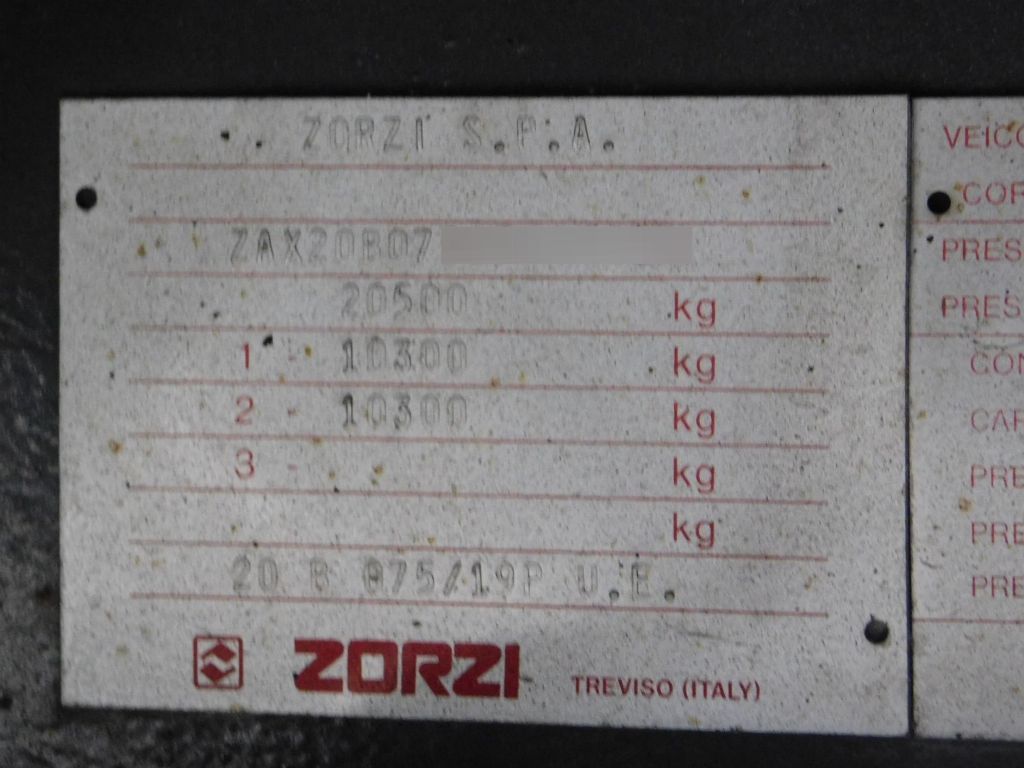 ZORZI S.P.A.
ZAX20B07
20500 kg
1 - 10300 kg
2 - 10300 kg
3 - kg
kg
20 B 075/19P U.E.
ZORZI TREVISO (ITALY)
VEICO
COR
PRES
PRES
CON
CAR
PRE
PRE
PRE